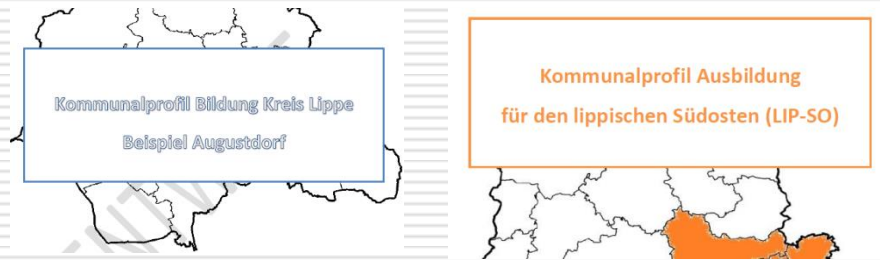 Kommunalprofil Bildung Kreis Lippe
Beispiel Augustdorf
Kommunalprofil Ausbildung
für den lippischen Südosten (LIP-SO)